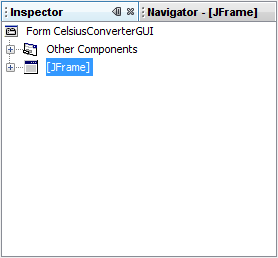 Inspector
Navigator - [JFrame]
Form CelsiusConverterGUI
Other Components
[JFrame]